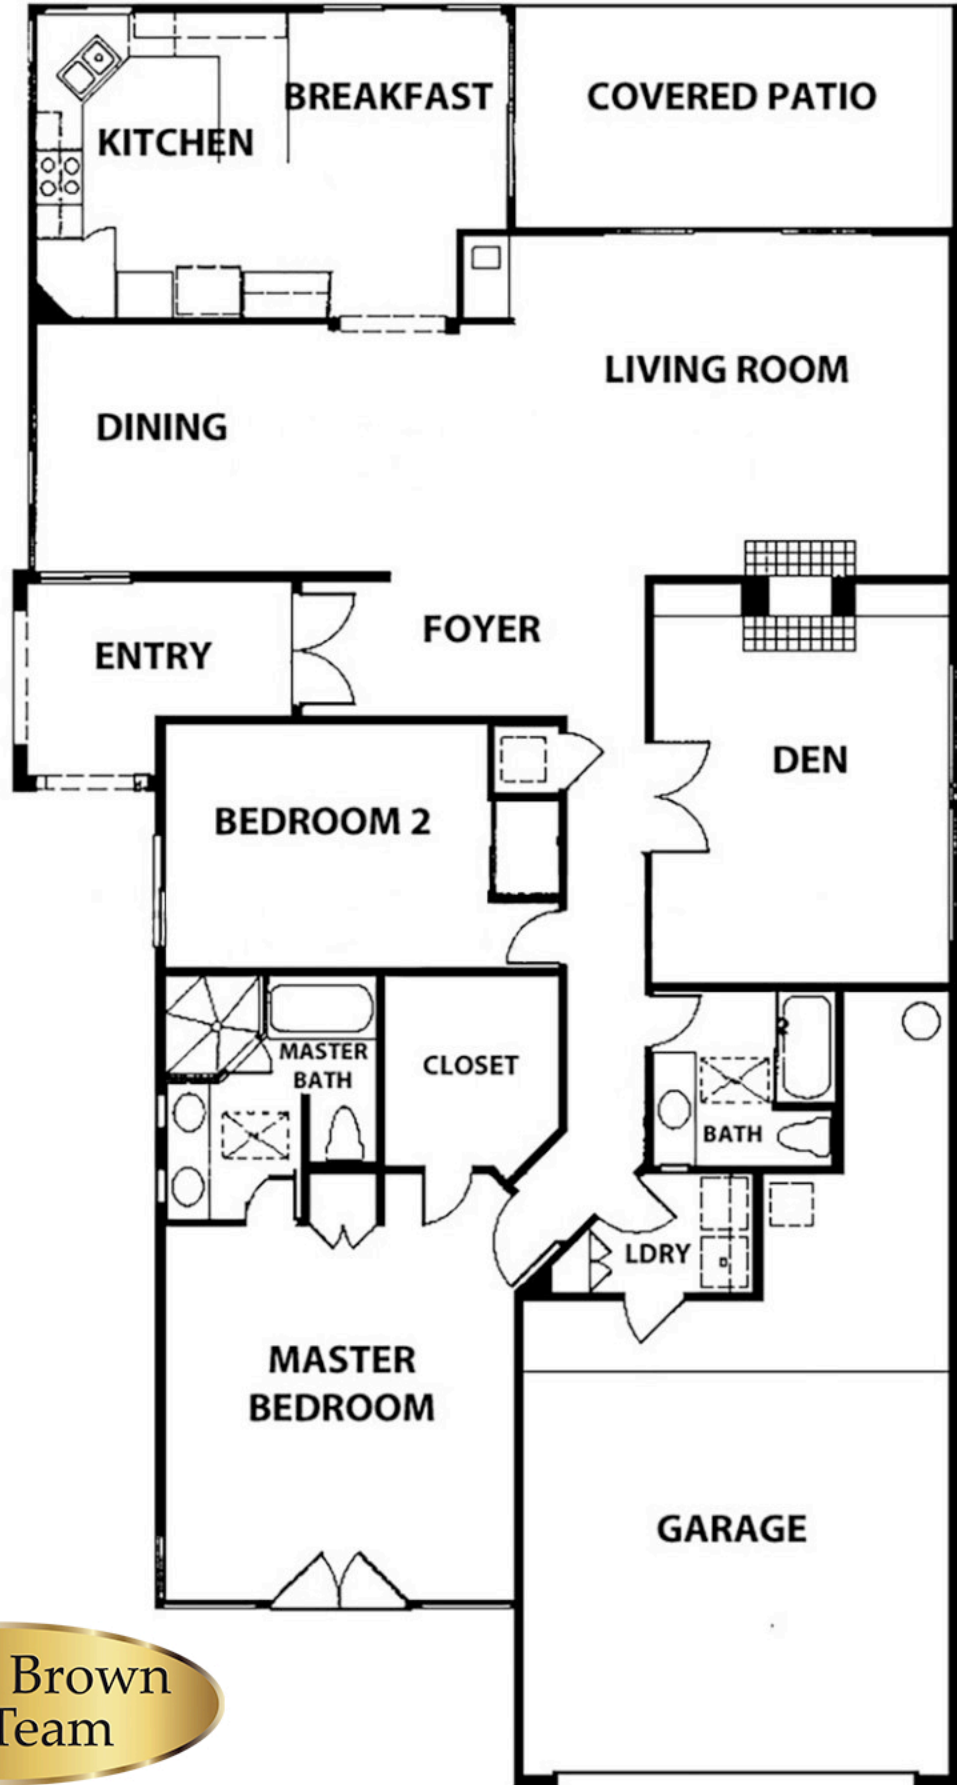 BREAKFAST
COVERED PATIO
KITCHEN
LIVING ROOM
DINING
FOYER
ENTRY
DEN
BEDROOM 2
MASTER
BATH
CLOSET
BATH
LDRY
MASTER
BEDROOM
GARAGE
Brown
Team